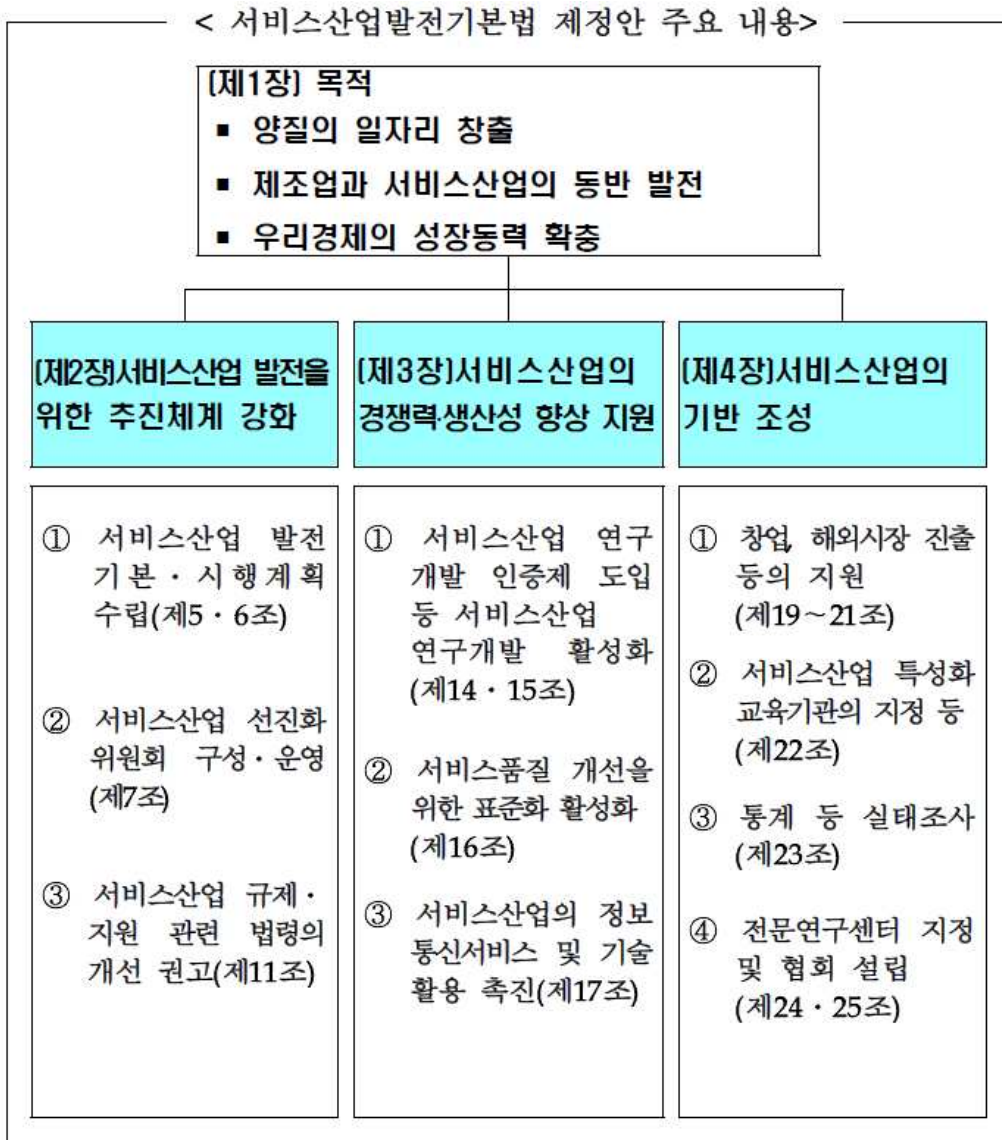 < 서비스산업발전기본법 제정안 주요 내용>
(제1장) 목적
▪ 양질의 일자리 창출
▪ 제조업과 서비스산업의 동반 발전
▪ 우리경제의 성장동력 확충
(제2장)서비스산업 발전을
위한 추진체계 강화
① 서비스산업 발전
기본·시행계획
수립(제5·6조)
② 서비스산업 선진화
위원회 구성·운영
(제7조)
③ 서비스산업 규제·
지원 관련 법령의
개선 권고(제11조)
(제3장)서비스산업의
경쟁력·생산성 향상 지원
① 서비스산업 연구
개발 인증제 도입
등 서비스산업
연구개발 활성화
(제14·15조)
② 서비스품질 개선을
위한 표준화 활성화
(제16조)
③ 서비스산업의 정보
통신서비스 및 기술
활용 촉진(제17조)
(제4장)서비스산업의
기반 조성
① 창업, 해외시장 진출
등의 지원
(제19~21조)
② 서비스산업 특성화
교육기관의 지정 등
(제22조)
③ 통계 등 실태조사
(제23조)
④ 전문연구센터 지정
및 협회 설립
(제24·25조)